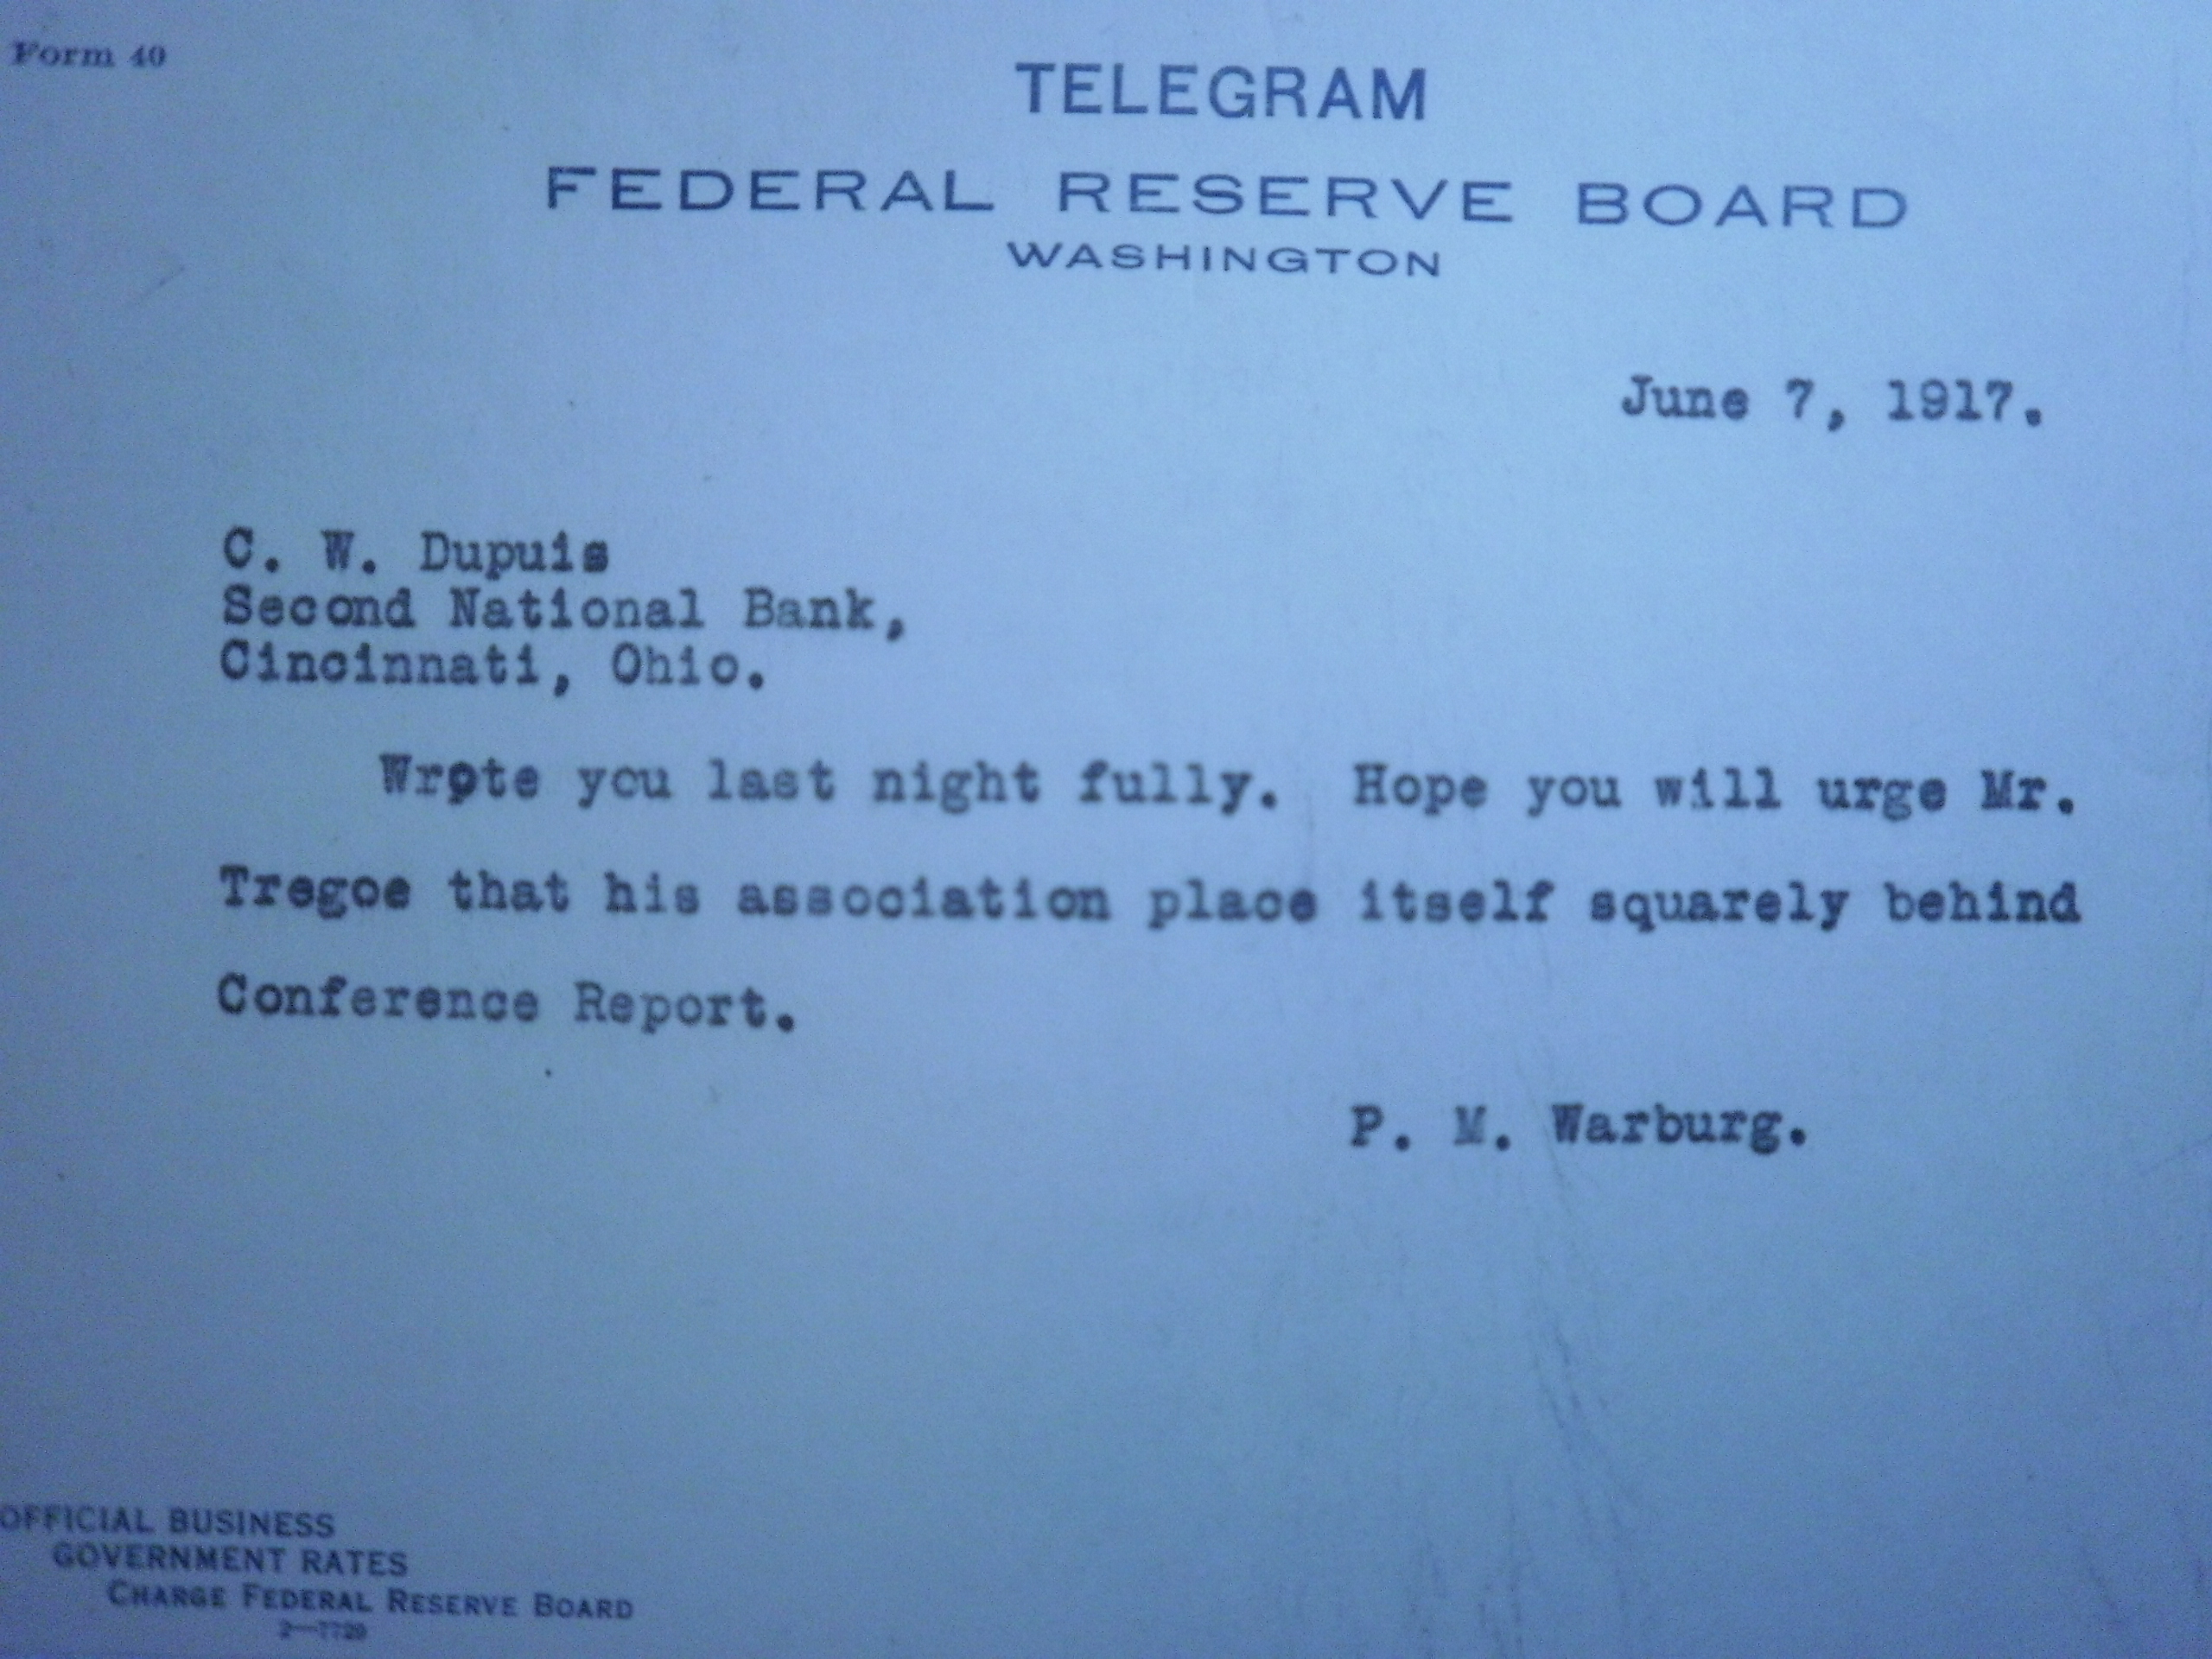 Form 40
TELEGRAM
FEDERAL RESERVE BOARD
WASHINGTON
June 7, 1917.
C. W. Dupuis
Second National Bank,
Cincinnati, Ohio.
Wrote you last night fully. Hope you will urge Mr.
Tregoe that his association place itself squarely behind
Conference Report.
P. M. Warburg.
OFFICIAL BUSINESS
GOVERNMENT RATES
CHARGE FEDERAL RESERVE BOARD